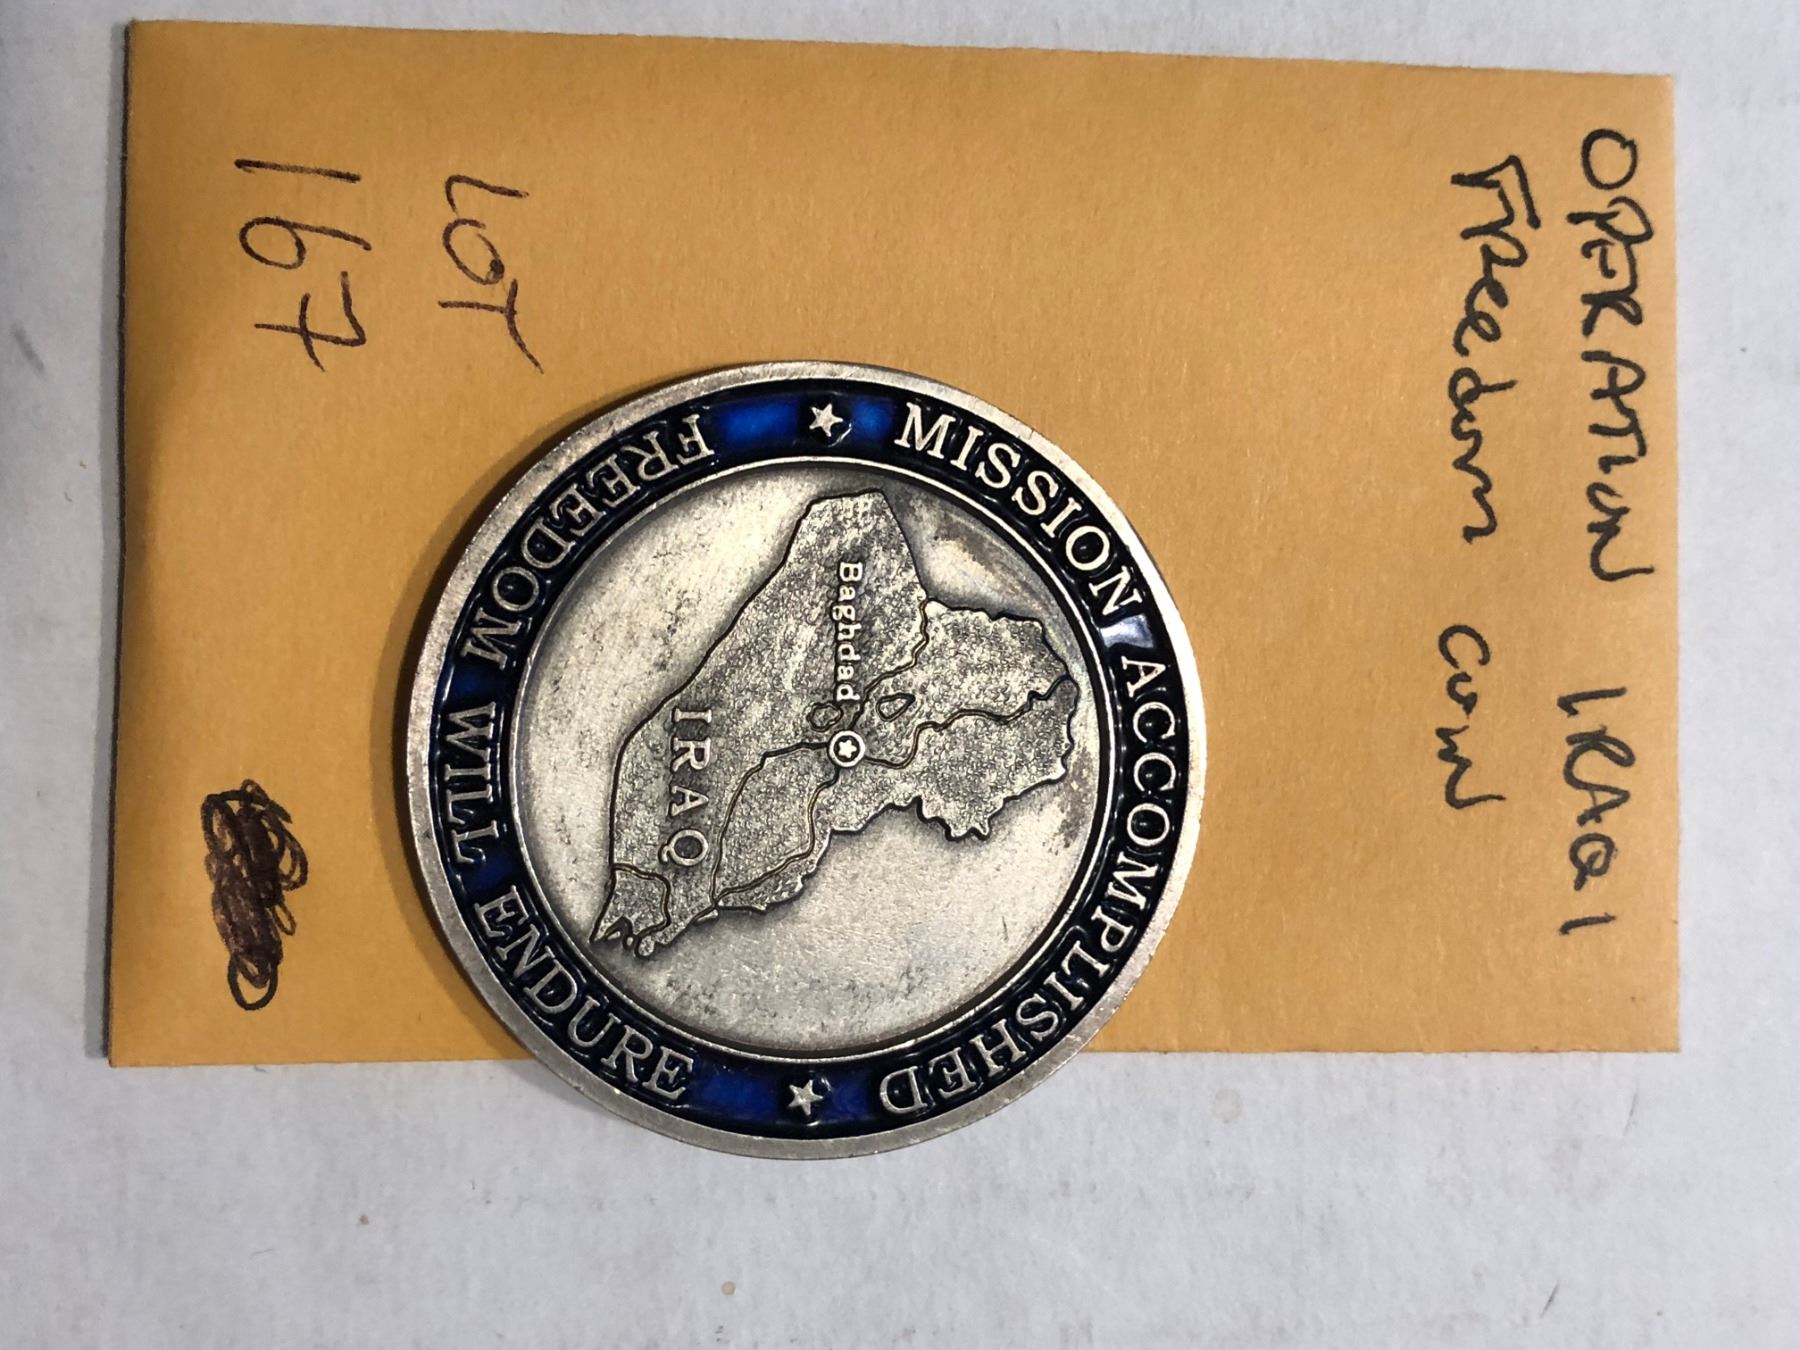 OPERATION IRAQI
Freedom COIN
MISSION ACCOMPLISHED
Baghdad
IRAQ
FREEDOM WILL ENDURE
LOT
167